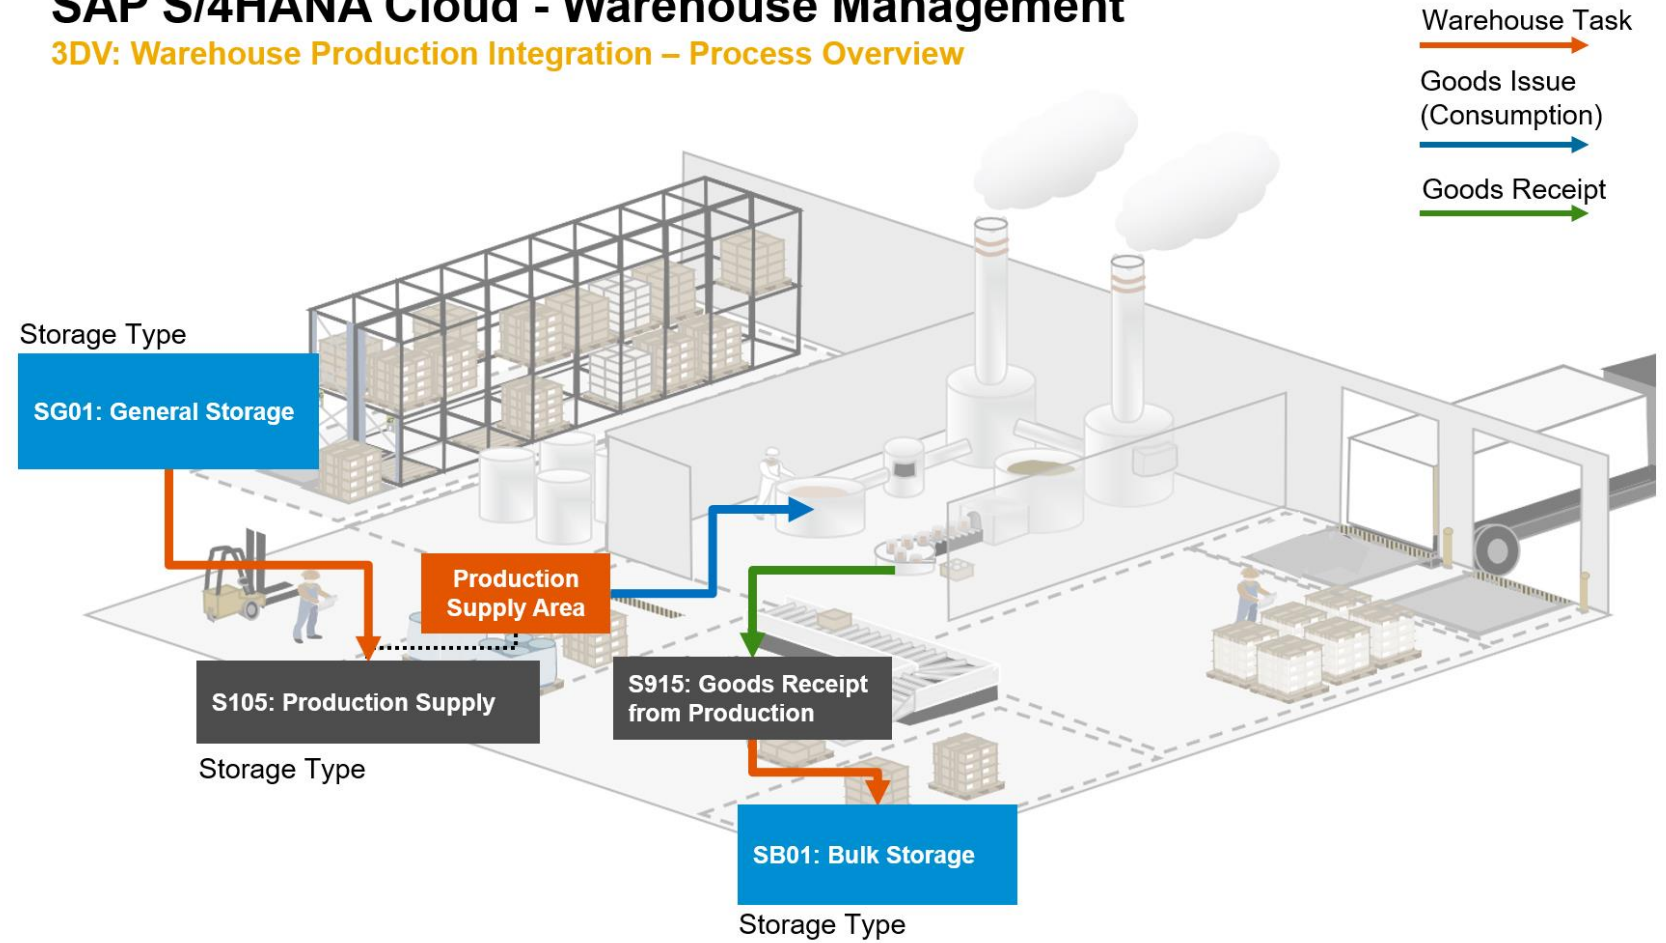 SAP S/4HANA Cloud - Warehouse Management
3DV: Warehouse Production Integration – Process Overview
Warehouse Task
Goods Issue
(Consumption)
Goods Receipt
Storage Type
SG01: General Storage
Production
Supply Area
S105: Production Supply
Storage Type
S915: Goods Receipt
from Production
SB01: Bulk Storage
Storage Type